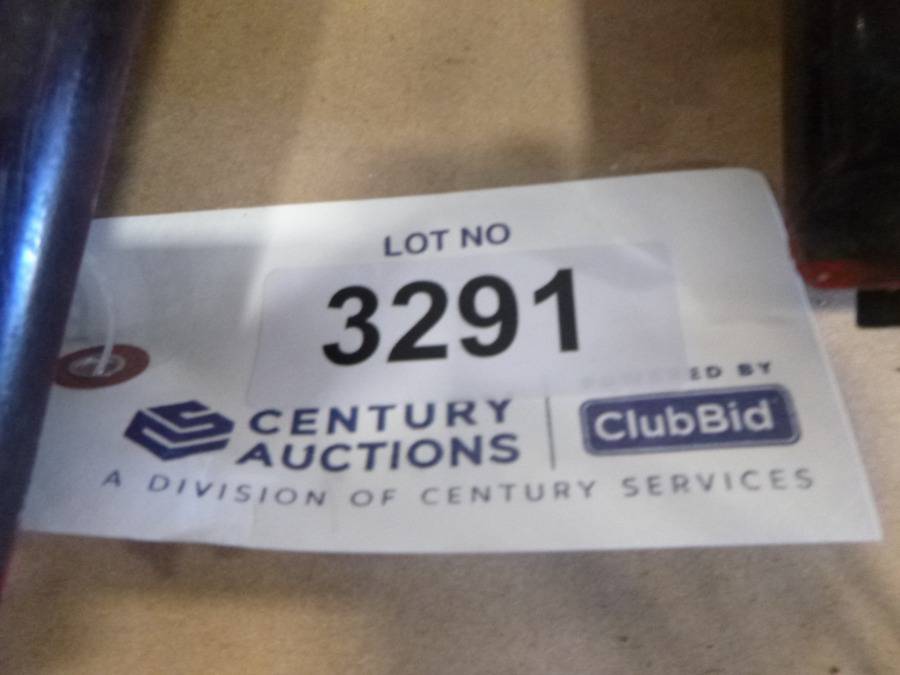 LOT NO
3291
CENTURY
AUCTIONS
ED BY
ClubBid
A DIVISION OF CENTURY SERVICES